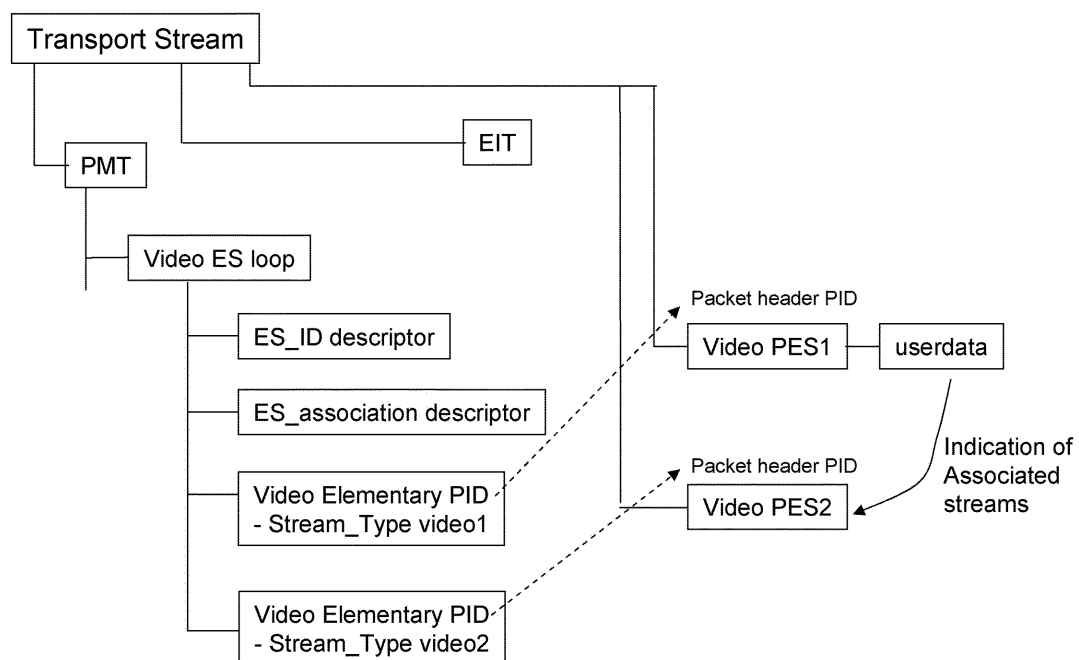 Transport Stream
EIT
PMT
Video ES loop
ES_ID descriptor
ES_association descriptor
Video Elementary PID
- Stream_Type video1
Video Elementary PID
- Stream_Type video2
Packet header PID
Video PES1
userdata
Packet header PID
Video PES2
Indication of
Associated
streams